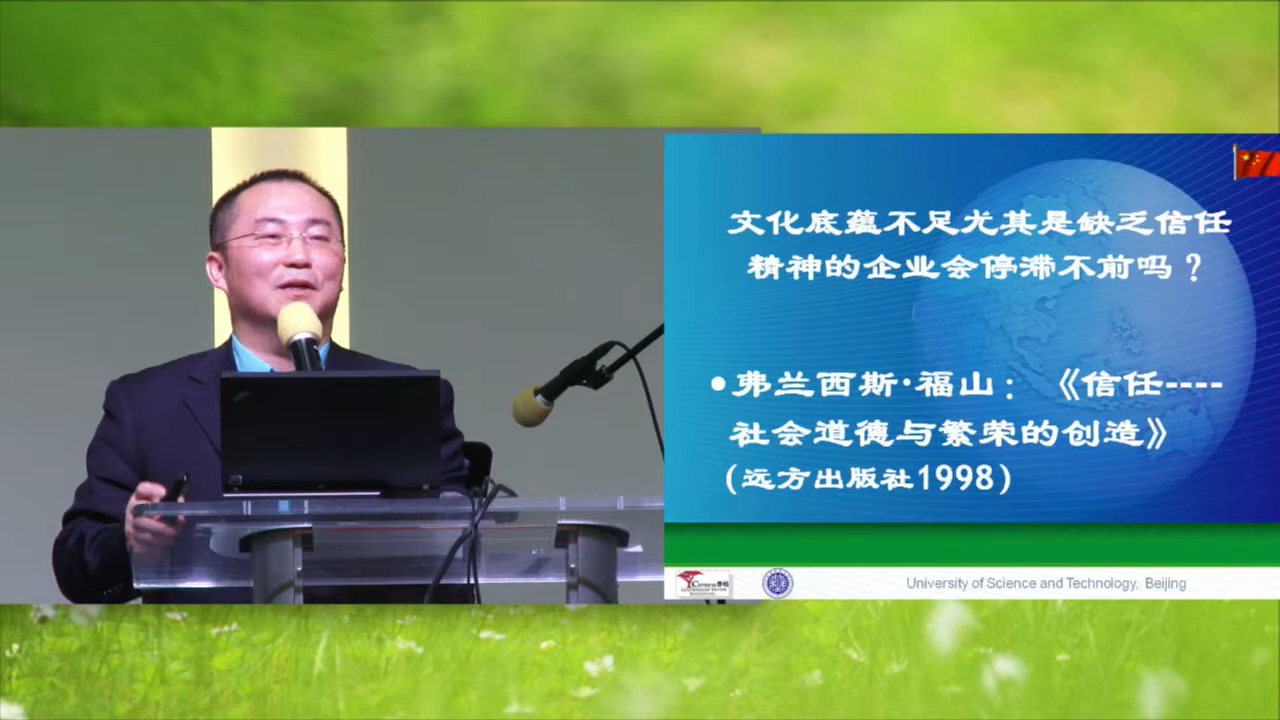 文化底蕴不足尤其是缺乏信任
精神的企业会停滞不前吗？
•弗兰西斯·福山：《信任----
社会道德与繁荣的创造》
(远方出版社1998)
University of Science and Technology, Beijing